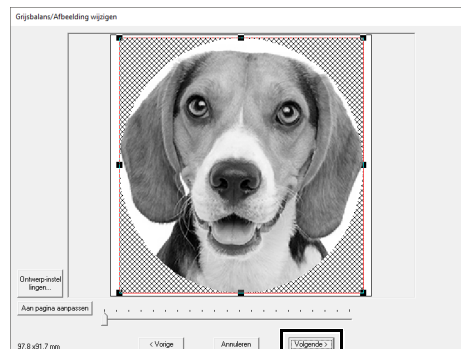 Grijsbalans/Afbeelding wijzigen
Ontwerp-instel
lingen...
Aan pagina aanpassen
97.8 x91.7 mm
< Vorige
Annuleren
Volgende >